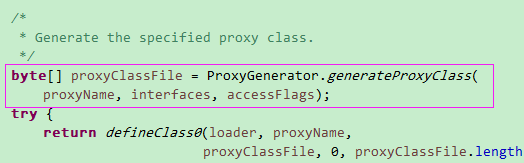 /*
* Generate the specified proxy class.
*/
byte[] proxyClassFile = ProxyGenerator.generateProxyClass(
proxyName, interfaces, accessFlags);
try {
return defineClass0(loader, proxyName,
proxyClassFile, 0, proxyClassFile.length